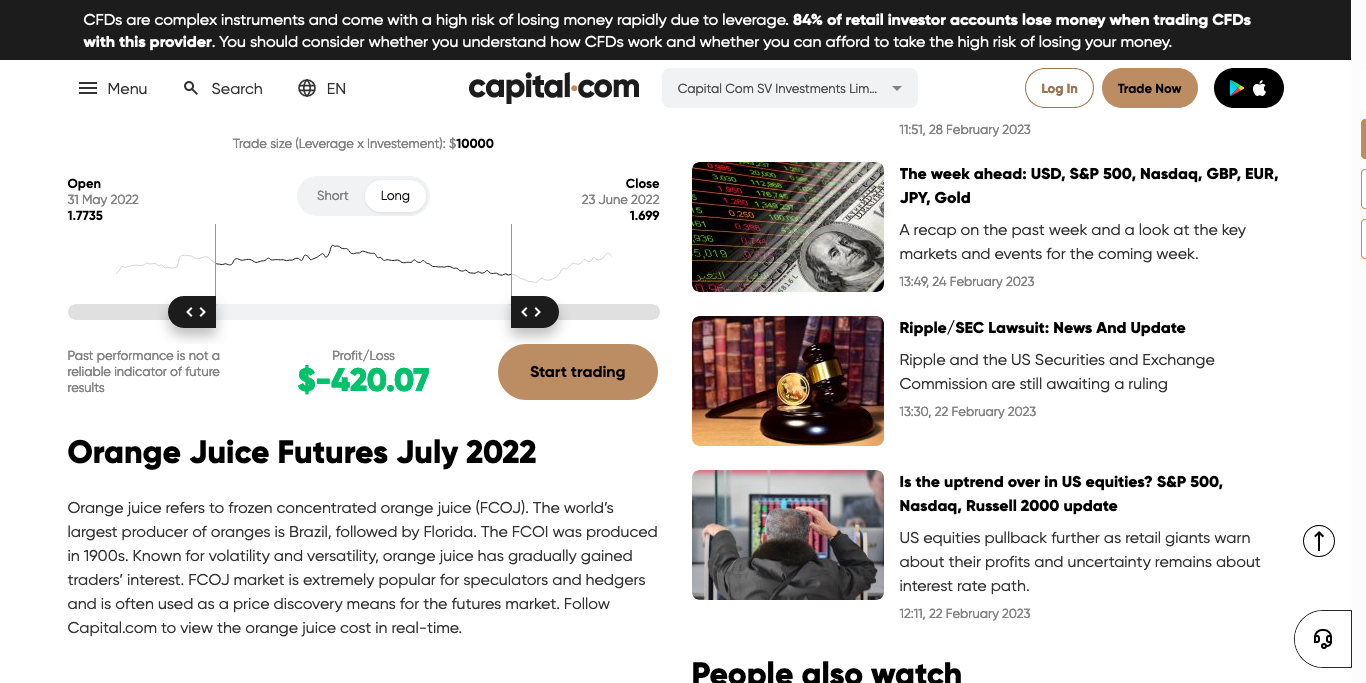 CFDs are complex instruments and come with a high risk of losing money rapidly due to leverage. 84% of retail investor accounts lose money when trading CFDs
with this provider. You should consider whether you understand how CFDs work and whether you can afford to take the high risk of losing your money.
Menu
Search
EN
capital.com
Capital Com SV Investments Lim...
Log In
Trade Now
Trade size (Leverage x Investement): $10000
Open
31 May 2022
1.7735
Short
Long
Close
23 June 2022
1.699
Past performance is not a
reliable indicator of future
results
Profit/Loss
$-420.07
Start trading
Orange Juice Futures July 2022
Orange juice refers to frozen concentrated orange juice (FCOJ). The world's
largest producer of oranges is Brazil, followed by Florida. The FCOI was produced
in 1900s. Known for volatility and versatility, orange juice has gradually gained
traders' interest. FCOJ market is extremely popular for speculators and hedgers
and is often used as a price discovery means for the futures market. Follow
Capital.com to view the orange juice cost in real-time.
11:51, 28 February 2023
The week ahead: USD, S&P 500, Nasdaq, GBP, EUR,
JPY, Gold
A recap on the past week and a look at the key
markets and events for the coming week.
13:49, 24 February 2023
Ripple/SEC Lawsuit: News And Update
Ripple and the US Securities and Exchange
Commission are still awaiting a ruling
13:30, 22 February 2023
Is the uptrend over in US equities? S&P 500,
Nasdaq, Russell 2000 update
US equities pullback further as retail giants warn
about their profits and uncertainty remains about
interest rate path.
12:11, 22 February 2023
People also watch